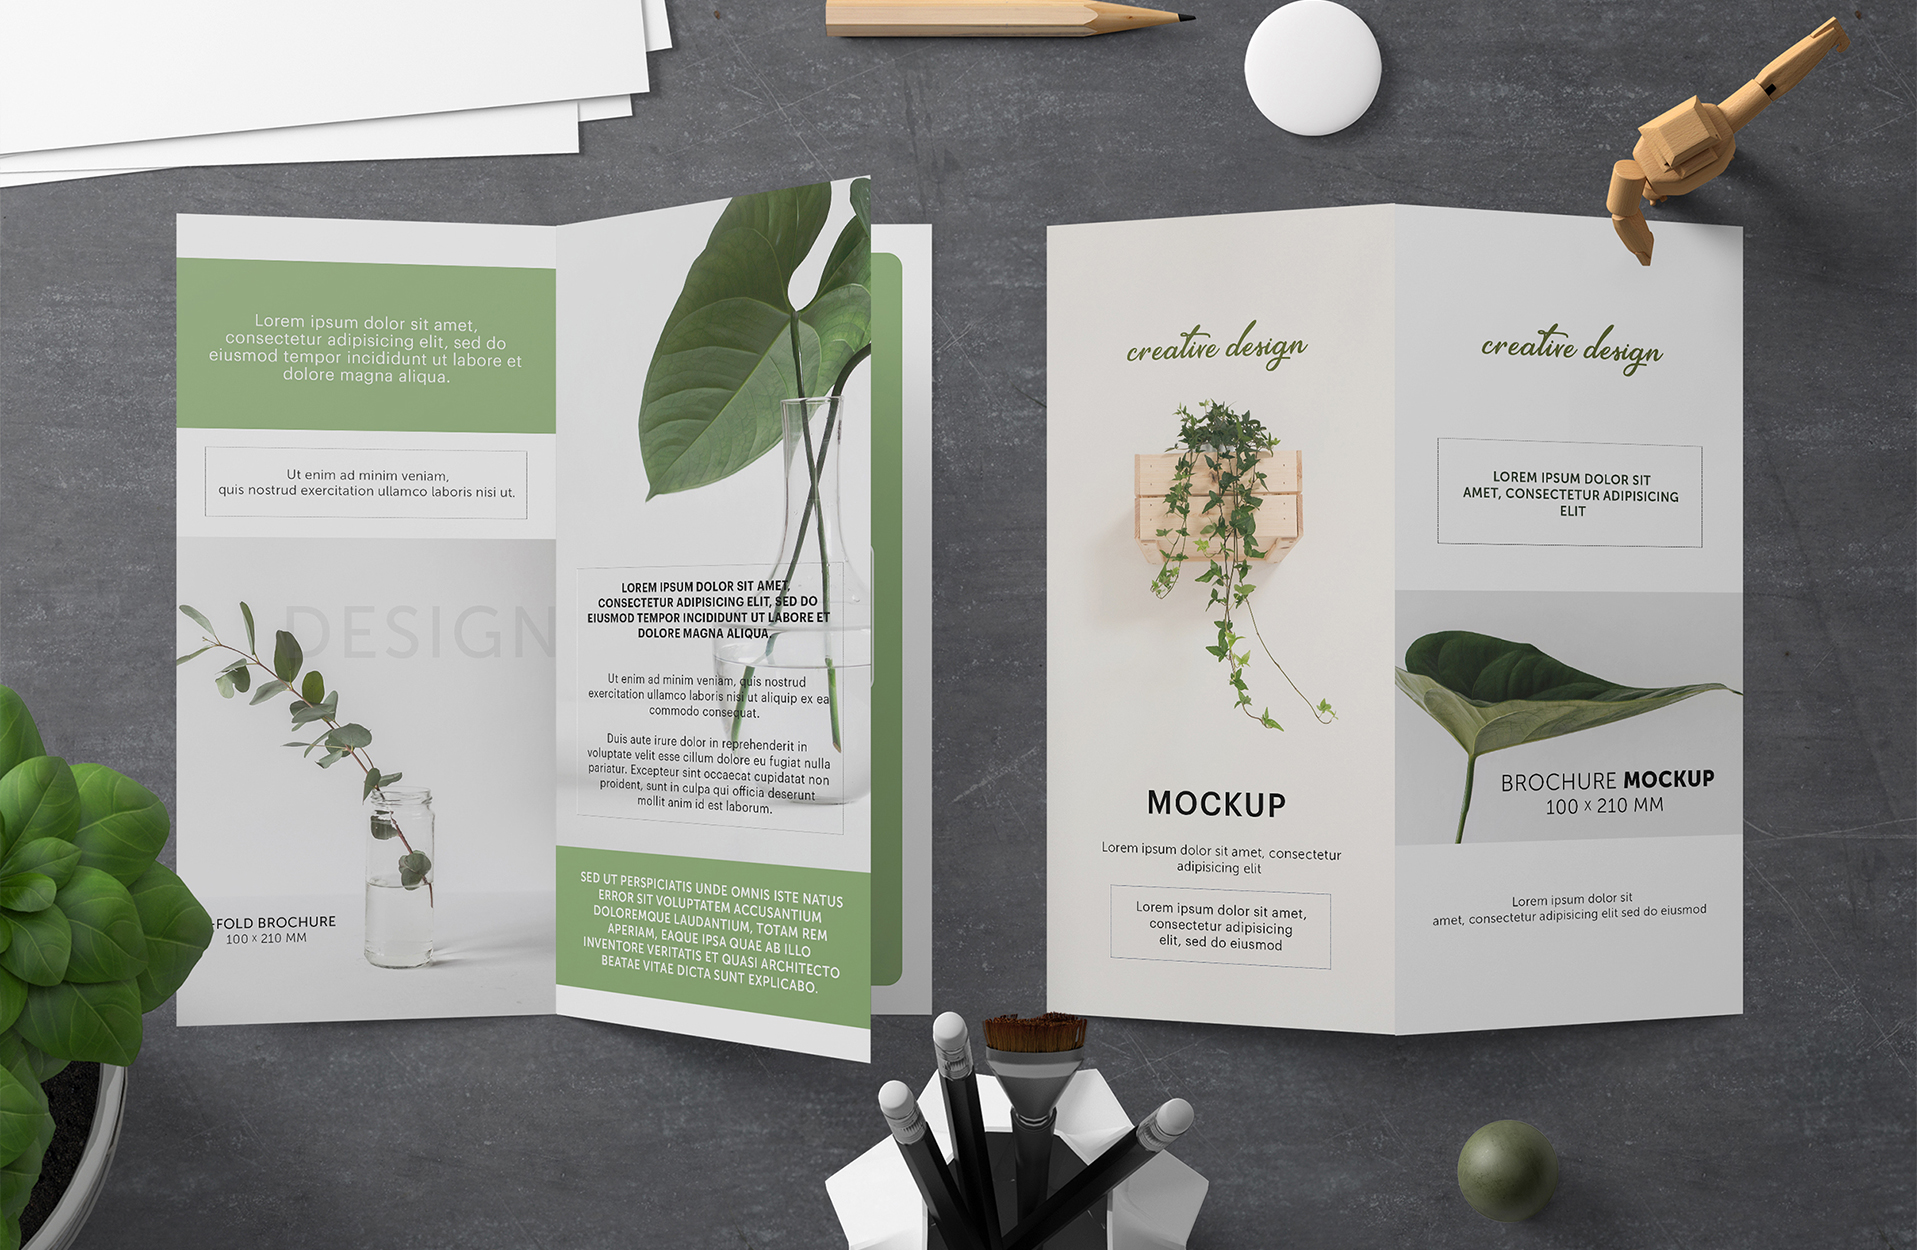 Lorem ipsum dolor sit amet,
consectetur adipisicing elit, sed do
eiusmod tempor incididunt ut labore et
dolore magna aliqua.
Ut enim ad minim veniam,
quis nostrud exercitation ullamco laboris nisi ut.
DESIGN
-FOLD BROCHURE
100 x 210 MM
LOREM IPSUM DOLOR SIT AMET,
CONSECTETUR ADIPISICING ELIT, SED DO
EIUSMOD TEMPOR INCIDIDUNT UT LABORE ET
DOLORE MAGNA ALIQUA.
Ut enim ad minim veniam, quis nostrud
exercitation ullamco laboris nisi ut aliquip ex ea
commodo consequat.
Duis aute irure dolor in reprehenderit in
voluptate velit esse cillum dolore eu fugiat nulla
pariatur. Excepteur sint occaecat cupidatat non
proident, sunt in culpa qui officia deserunt
mollit anim id est laborum.
SED UT PERSPICIATIS UNDE OMNIS ISTE NATUS
ERROR SIT VOLUPTATEM ACCUSANTIUM
DOLOREMQUE LAUDANTIUM, TOTAM REM
APERIAM, EAQUE IPSA QUAE AB ILLO
INVENTORE VERITATIS ET QUASI ARCHITECTO
BEATAE VITAE DICTA SUNT EXPLICABO.
creative design
MOCKUP
Lorem ipsum dolor sit amet, consectetur
adipisicing elit
Lorem ipsum dolor sit amet,
consectetur adipisicing
elit, sed do eiusmod
creative design
LOREM IPSUM DOLOR SIT
AMET, CONSECTETUR ADIPISICING
ELIT
BROCHURE MOCKUP
100 x 210 MM
Lorem ipsum dolor sit
amet, consectetur adipisicing elit sed do eiusmod